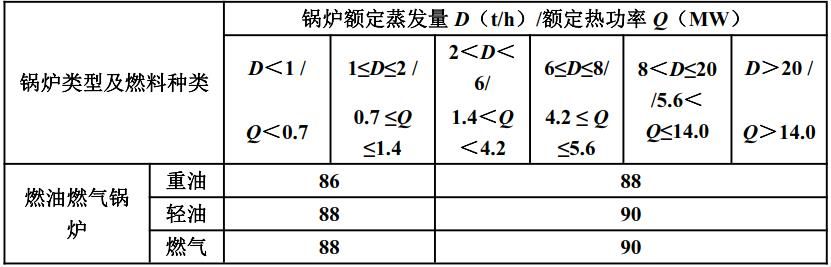 锅炉额定蒸发量 D（t/h）/额定热功率 Q（MW）
锅炉类型及燃料种类
D＜1 /
Q＜0.7
1≤D≤2 /
0.7 ≤Q
≤1.4
2＜D＜
6/
1.4＜Q
＜4.2
6≤D≤8/
4.2 ≤ Q
≤5.6
8＜D≤20
/5.6＜
Q≤14.0
D＞20 /
Q＞14.0
燃油燃气锅
炉
重油
86
88
轻油
88
90
燃气
88
90